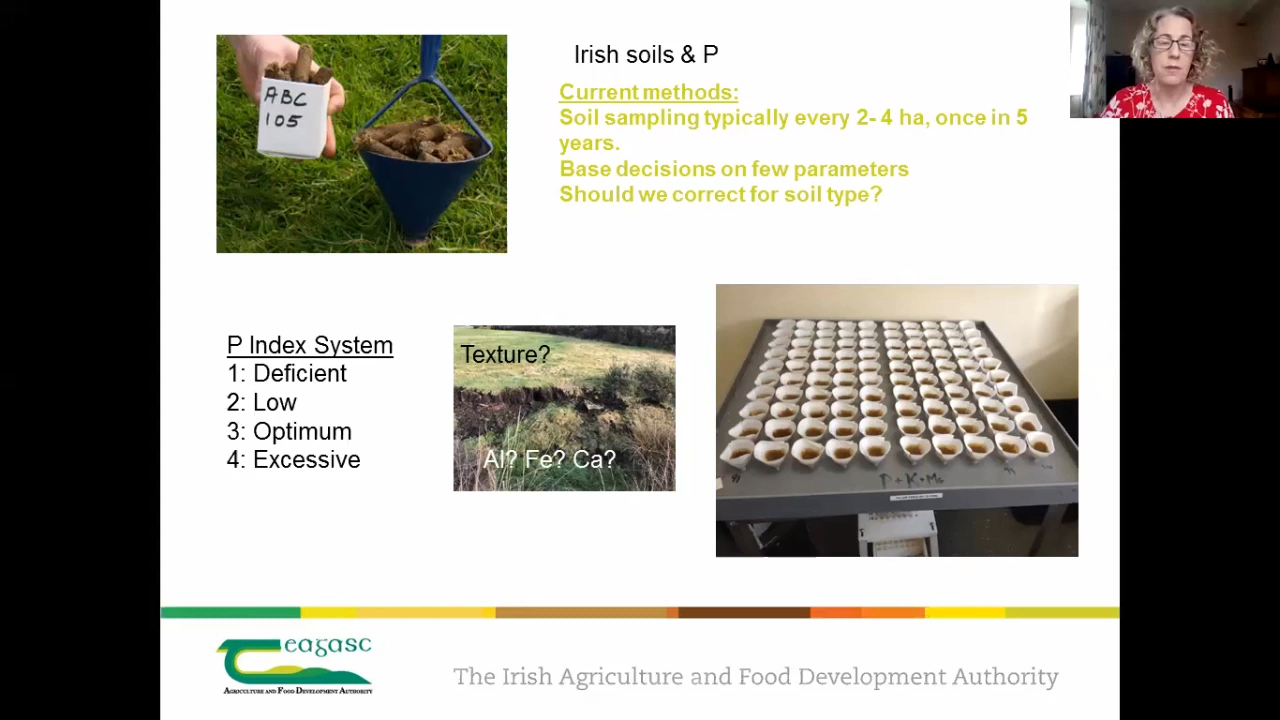 Irish soils & P
Current methods:
Soil sampling typically every 2- 4 ha, once in 5
years.
Base decisions on few parameters
Should we correct for soil type?
ABC
105
P Index System
1: Deficient
2: Low
3: Optimum
4: Excessive
Texture?
Al? Fe? Ca?
P+K+Mg
eagasc
AGRICULTURE AND FOOD DEVELOPMENT AUTHORITY
The Irish Agriculture and Food Development Authority